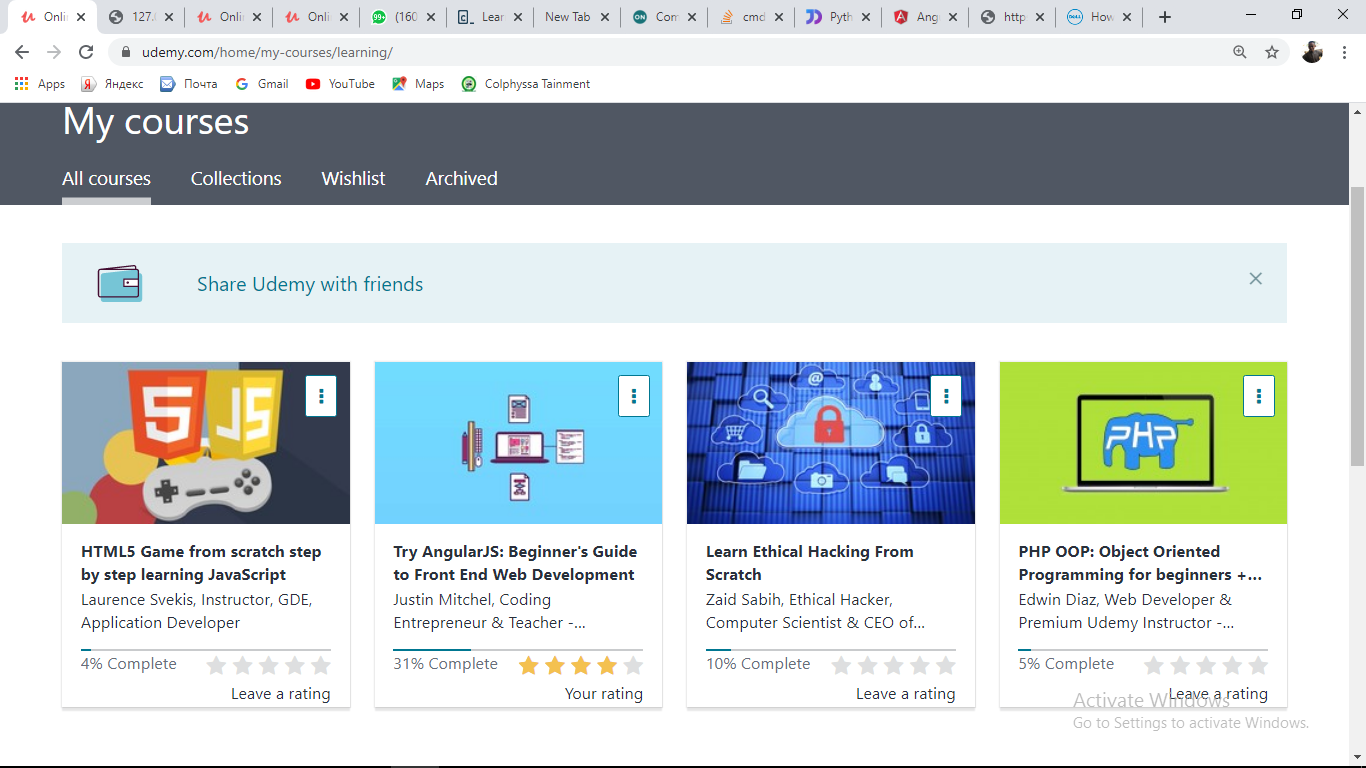 Onli 127. Onli Onli (160 Lear New Tab Com cmd Pyth Ang http How
udemy.com/home/my-courses/learning/
Apps Яндекс Почта Gmail YouTube Maps Colphyssa Tainment
My courses
All courses Collections Wishlist Archived
Share Udemy with friends
5 JS
@
PHP
HTML5 Game from scratch step
by step learning JavaScript
Laurence Svekis, Instructor, GDE,
Application Developer
4% Complete
Leave a rating
Try AngularJS: Beginner's Guide
to Front End Web Development
Justin Mitchel, Coding
Entrepreneur & Teacher -...
31% Complete
Your rating
Learn Ethical Hacking From
Scratch
Zaid Sabih, Ethical Hacker,
Computer Scientist & CEO of...
10% Complete
Leave a rating
PHP OOP: Object Oriented
Programming for beginners +...
Edwin Diaz, Web Developer &
Premium Udemy Instructor -...
5% Complete
Leave a rating
Activate Windows
Go to Settings to activate Windows.